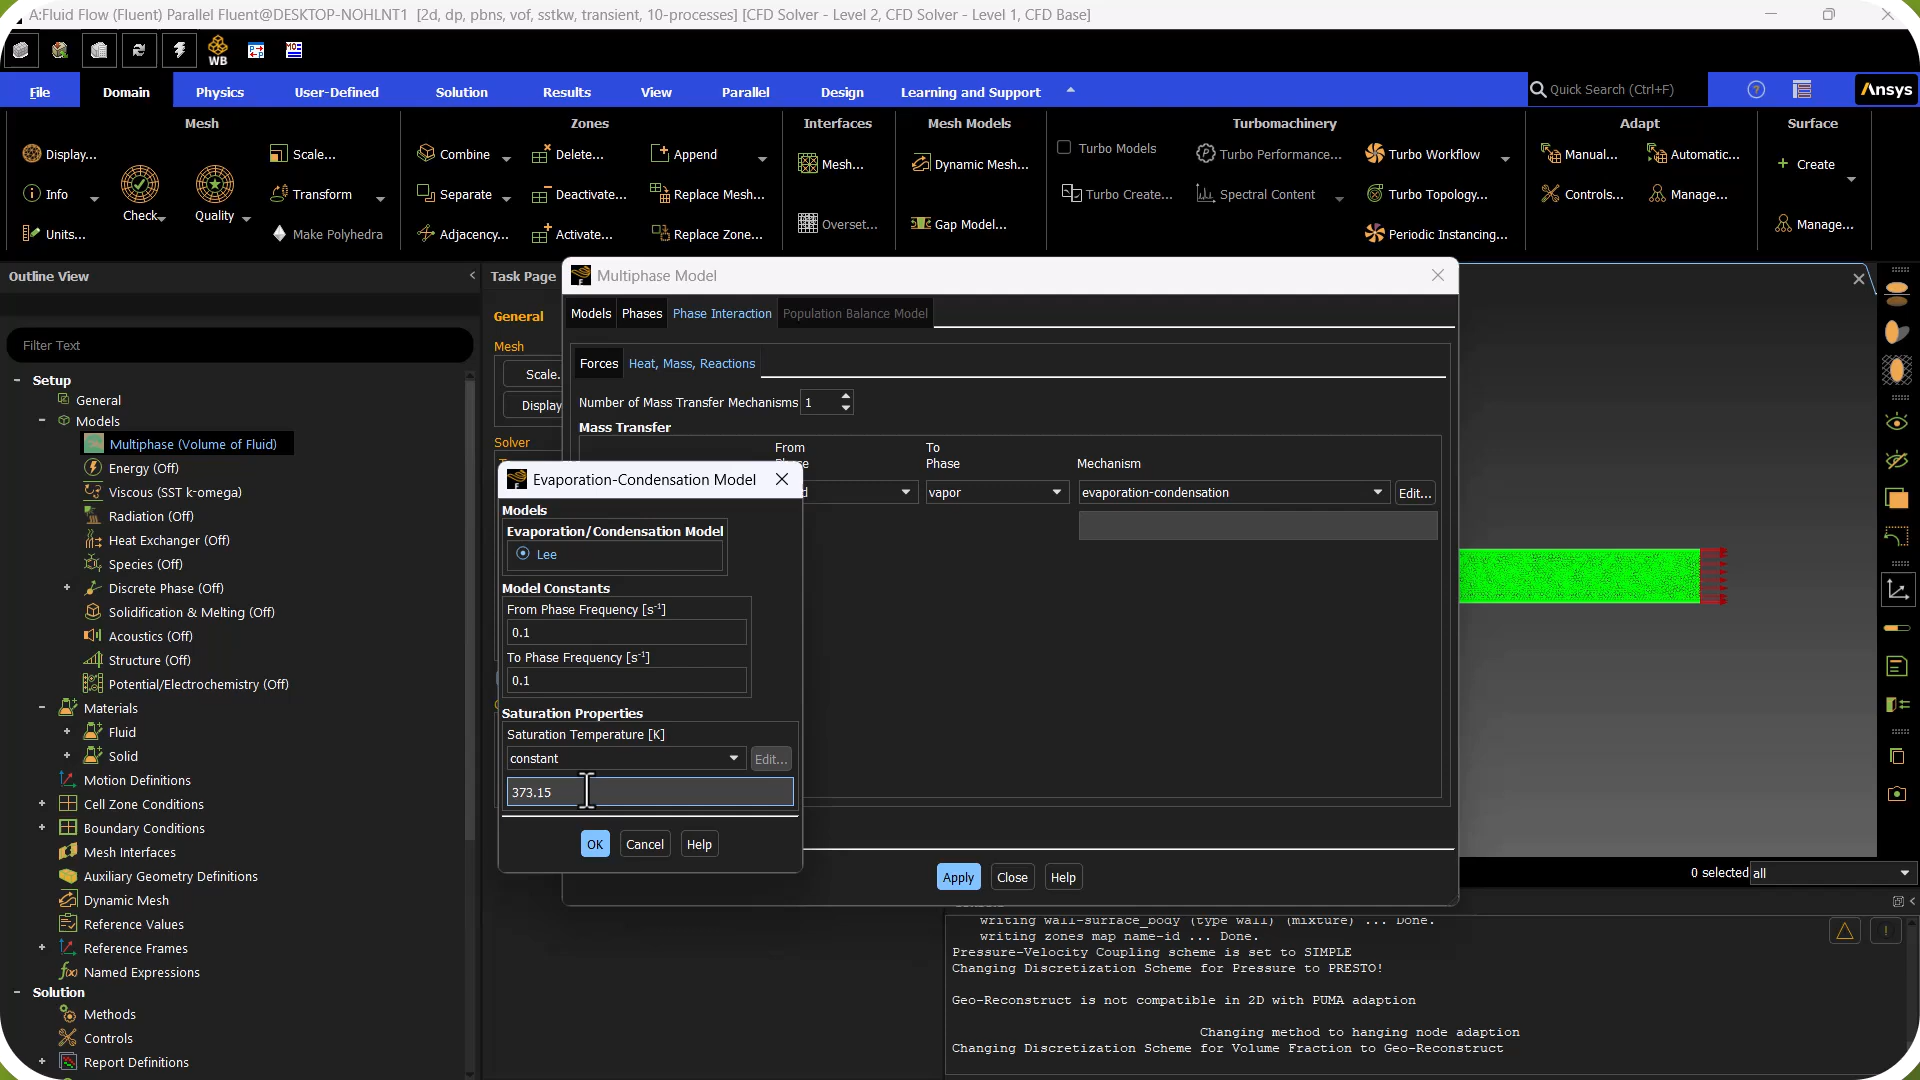 A:Fluid Flow (Fluent) Parallel Fluent@DESKTOP-NOHLNT1 [2d, dp, pbns, vof, sstkw, transient, 10-processes] [CFD Solver - Level 2, CFD Solver - Level 1, CFD Base]
WB
File Domain Physics User-Defined Solution Results View Parallel Design Learning and Support Quick Search (Ctrl+F) Ansys
Mesh Zones Interfaces Mesh Models Turbomachinery Adapt Surface
Display... Scale... Combine Delete... Append Mesh... Dynamic Mesh... Turbo Models Turbo Performance... Turbo Workflow Manual... Automatic... Create
Info Check Quality Transform Separate Deactivate... Replace Mesh... Turbo Create... Spectral Content Turbo Topology... Controls... Manage...
Units... Make Polyhedra Adjacency... Activate... Replace Zone... Overset... Gap Model... Periodic Instancing... Manage...
Outline View
Filter Text
Setup
General
Models
Multiphase (Volume of Fluid)
Energy (Off)
Viscous (SST k-omega)
Radiation (Off)
Heat Exchanger (Off)
Species (Off)
Discrete Phase (Off)
Solidification & Melting (Off)
Acoustics (Off)
Structure (Off)
Potential/Electrochemistry (Off)
Materials
Fluid
Solid
Motion Definitions
Cell Zone Conditions
Boundary Conditions
Mesh Interfaces
Auxiliary Geometry Definitions
Dynamic Mesh
Reference Values
Reference Frames
Named Expressions
Solution
Methods
Controls
Report Definitions
Task Page
General
Mesh
Scale.
Display
Solver
Multiphase Model
Models Phases Phase Interaction Population Balance Model
Forces Heat, Mass, Reactions
Number of Mass Transfer Mechanisms 1
Mass Transfer
From To
Phase Mechanism
vapor evaporation-condensation Edit...
Apply Close Help
Evaporation-Condensation Model
Models
Evaporation/Condensation Model
Lee
Model Constants
From Phase Frequency [s⁻¹]
0.1
To Phase Frequency [s⁻¹]
0.1
Saturation Properties
Saturation Temperature [K]
constant Edit...
373.15
OK Cancel Help
0 selected all
writing wall-surface_body (type wall) (mixture) ... Done.
writing zones map name-id ... Done.
Pressure-Velocity Coupling scheme is set to SIMPLE
Changing Discretization Scheme for Pressure to PRESTO!
Geo-Reconstruct is not compatible in 2D with PUMA adaption
Changing method to hanging node adaption
Changing Discretization Scheme for Volume Fraction to Geo-Reconstruct